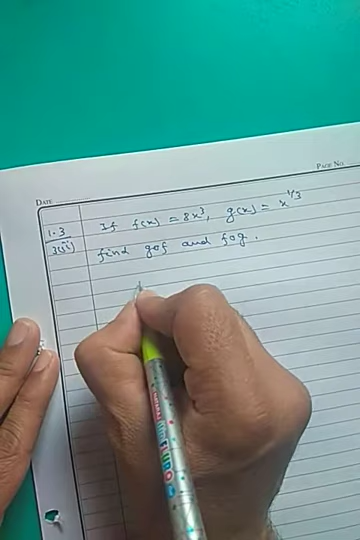 PAGE NO.
DATE
1.3 If f(x) = 8x³, g(x) = x^1/3
3(ii) find gof and fog.